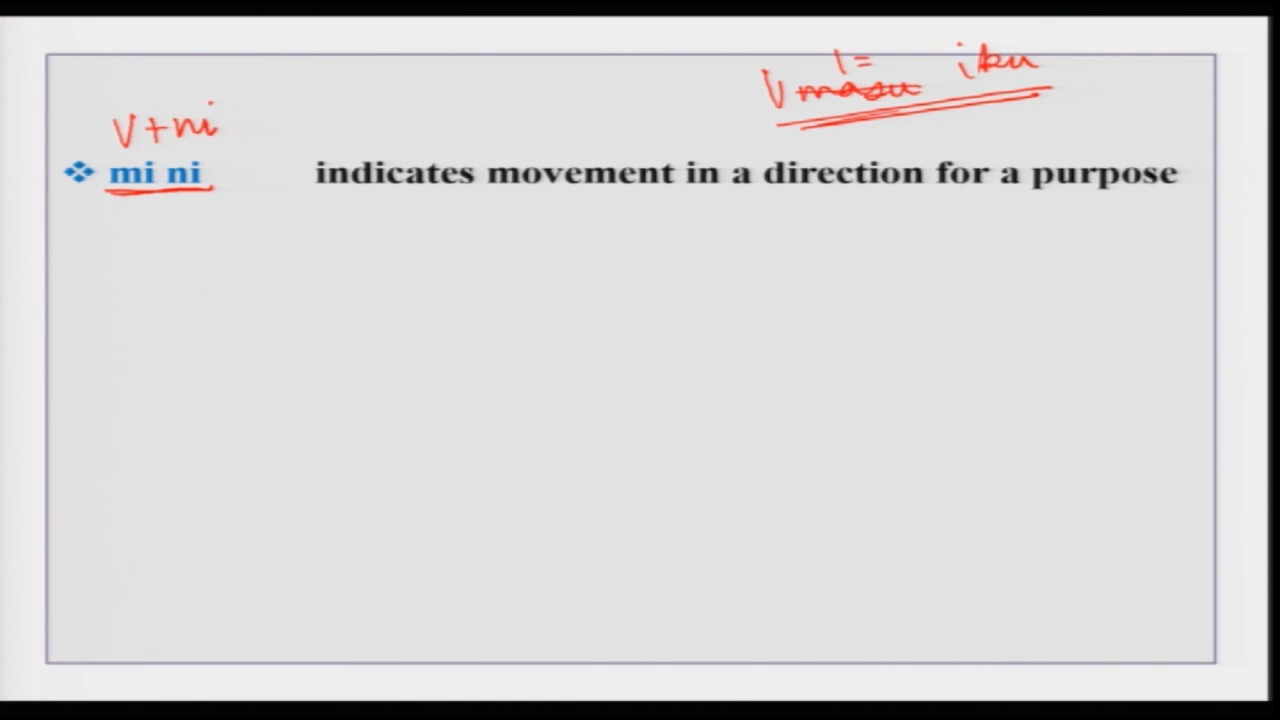 V masu iku
V+ni
❖ mi ni indicates movement in a direction for a purpose